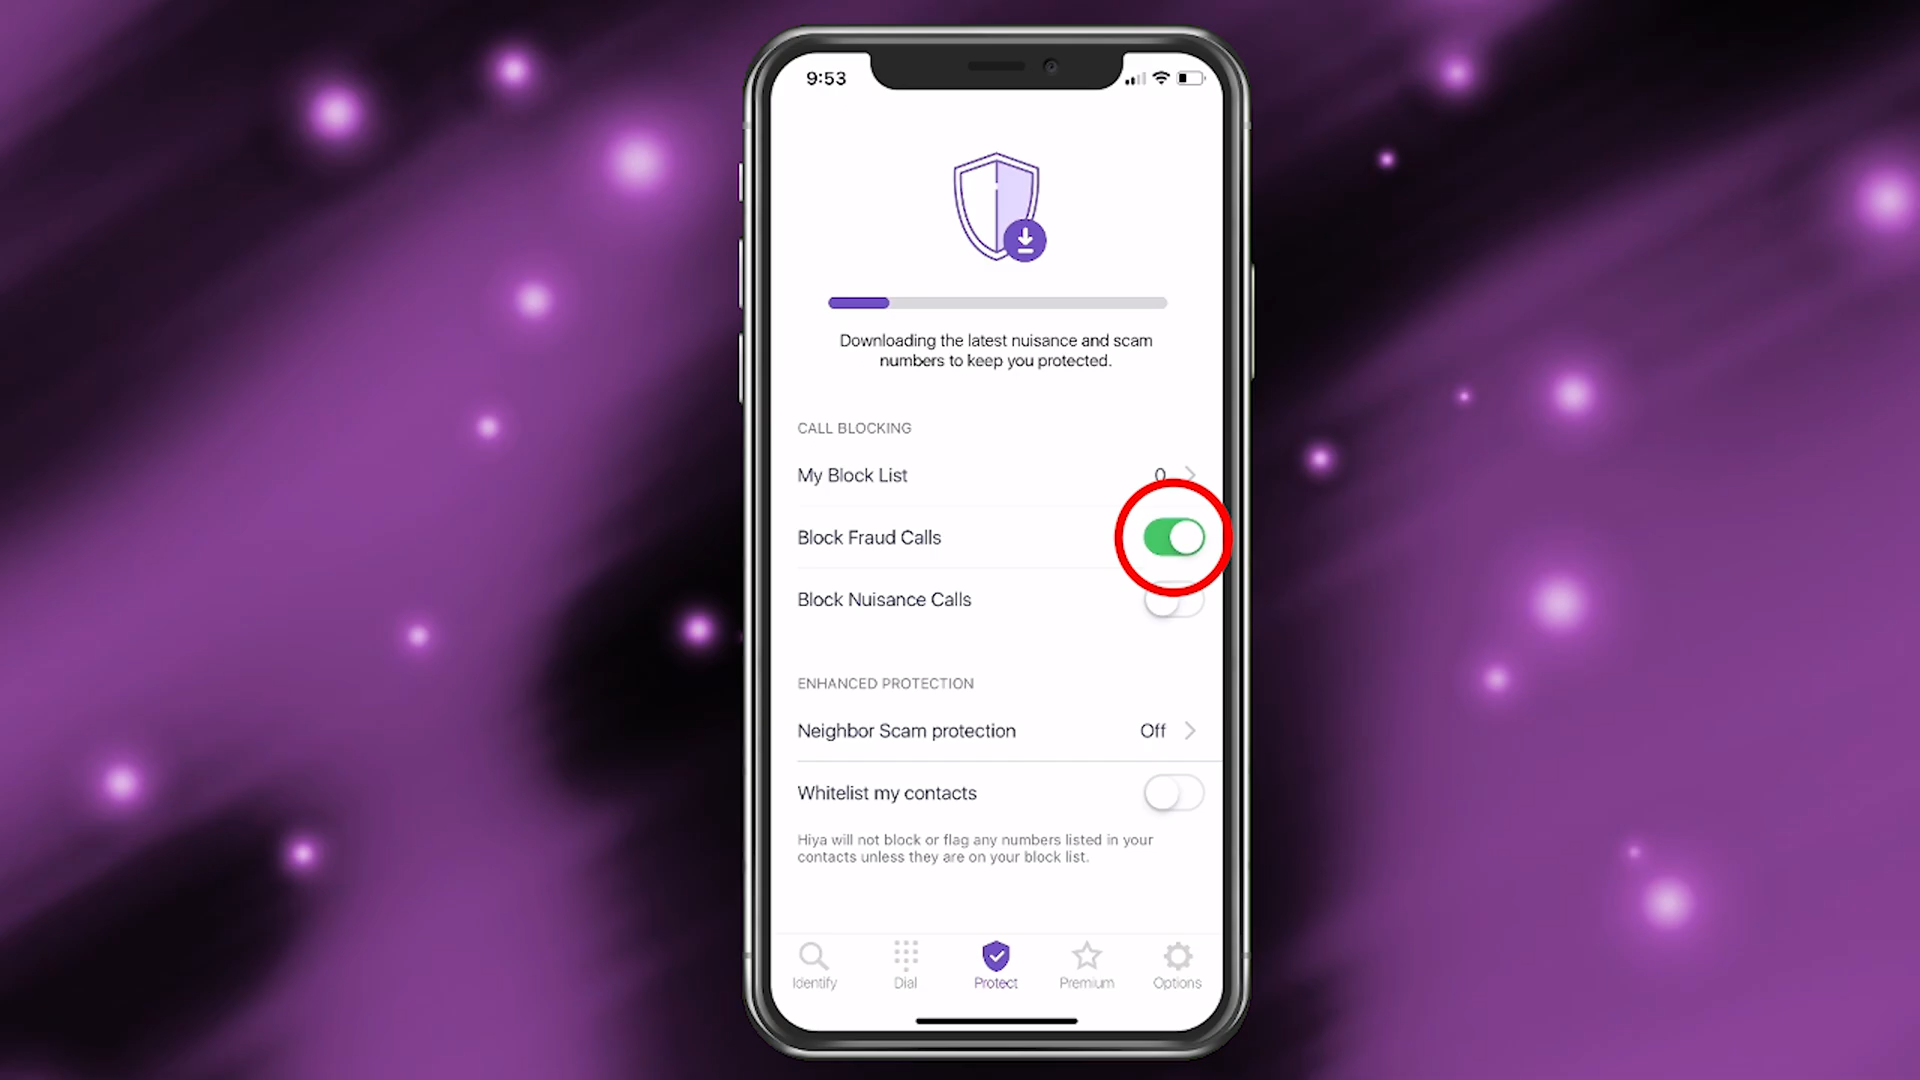 9:53
Downloading the latest nuisance and scam
numbers to keep you protected.
CALL BLOCKING
My Block List 0
Block Fraud Calls
Block Nuisance Calls
ENHANCED PROTECTION
Neighbor Scam protection Off
Whitelist my contacts
Hiya will not block or flag any numbers listed in your
contacts unless they are on your block list.
Identify Dial Protect Premium Options